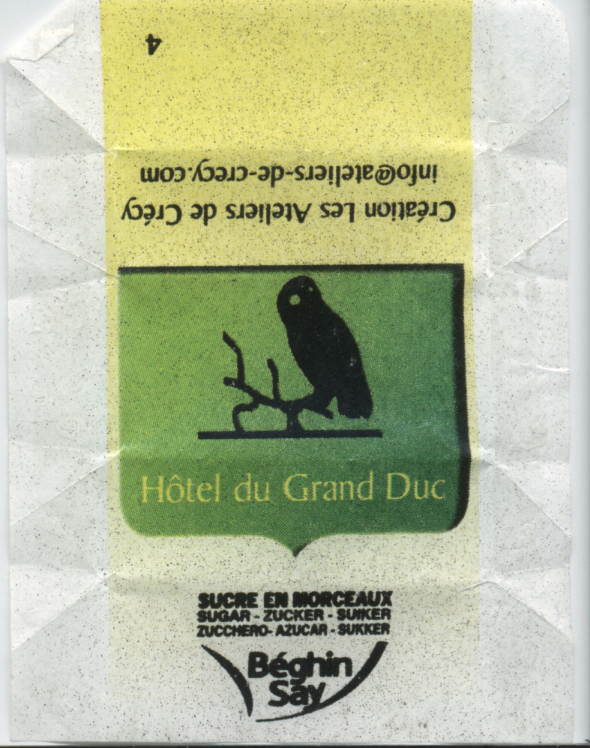 4
info@ateliers-de-crecy.com
Création Les Ateliers de Crécy
Hôtel du Grand Duc
SUCRE EN MORCEAUX
SUGAR - ZUCKER - SUIKER
ZUCCHERO- AZUCAR - SUKKER
Béghin
Say